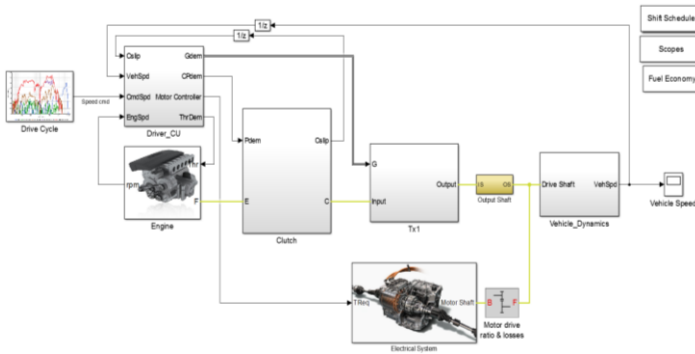 1/z
Shift Schedule
1/z
Scopes
Fuel Economy
Cslip
Gdem
VehSpd
CPdem
CmdSpd
Motor Controller
EngSpd
ThrDem
Driver_CU
Speed cmd
Drive Cycle
Thr
rpm
F
Engine
Pdem
Cslip
E
C
Clutch
G
Output
Input
Tx1
IS
OS
Output Shaft
Drive Shaft
VehSpd
Vehicle_Dynamics
Vehicle Speed
TReq
Motor Shaft
Electrical System
B
F
Motor drive
ratio & losses